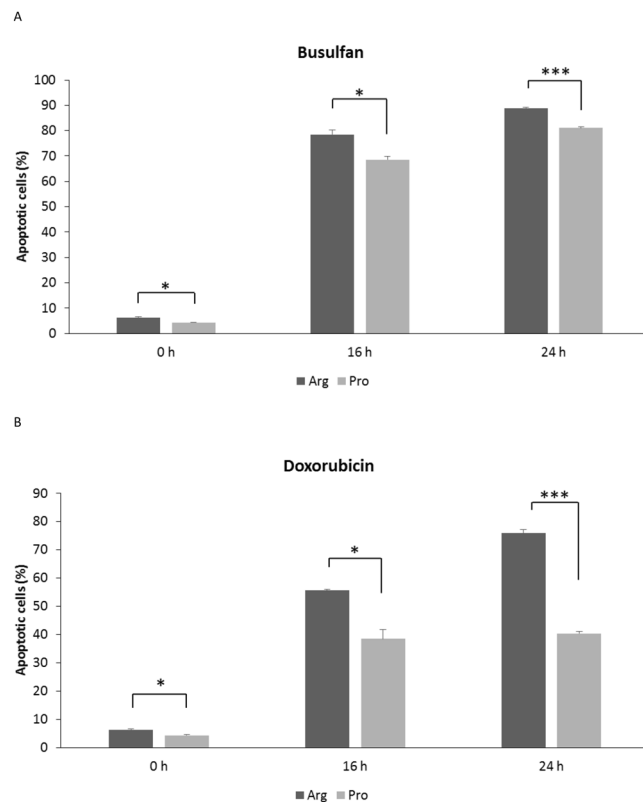 A
Busulfan
Apoptotic cells (%)
100
90
80
70
60
50
40
30
20
10
0
*
*
***
0 h
16 h
24 h
Arg
Pro
B
Doxorubicin
Apoptotic cells (%)
90
80
70
60
50
40
30
20
10
0
*
*
***
0 h
16 h
24 h
Arg
Pro